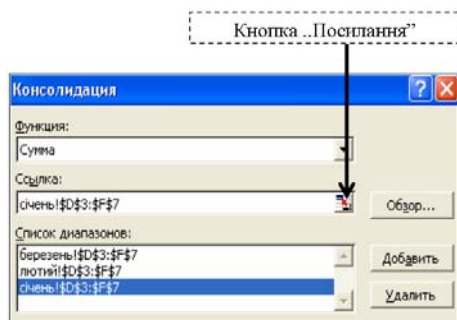 Кнопка „Посилання”
Консолидация
Функция:
Сумма
Ссылка:
січень!$D$3:$F$7
Обзор...
Список диапазонов:
березень!$D$3:$F$7
лютий!$D$3:$F$7
січень!$D$3:$F$7
Добавить
Удалить